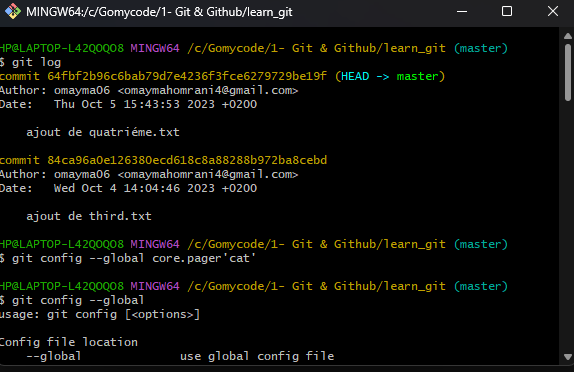 MINGW64:/c/Gomycode/1- Git & Github/learn_git
HP@LAPTOP-L42QOQO8 MINGW64 /c/Gomycode/1- Git & Github/learn_git (master)
$ git log
commit 64fbf2b96c6bab79d7e4236f3fce6279729be19f (HEAD -> master)
Author: omayma06 <omaymahomrani4@gmail.com>
Date:   Thu Oct 5 15:43:53 2023 +0200
    ajout de quatriéme.txt
commit 84ca96a0e126380ecd618c8a88288b972ba8cebd
Author: omayma06 <omaymahomrani4@gmail.com>
Date:   Wed Oct 4 14:04:46 2023 +0200
    ajout de third.txt
HP@LAPTOP-L42QOQO8 MINGW64 /c/Gomycode/1- Git & Github/learn_git (master)
$ git config --global core.pager'cat'
HP@LAPTOP-L42QOQO8 MINGW64 /c/Gomycode/1- Git & Github/learn_git (master)
$ git config --global
usage: git config [<options>]
Config file location
    --global              use global config file